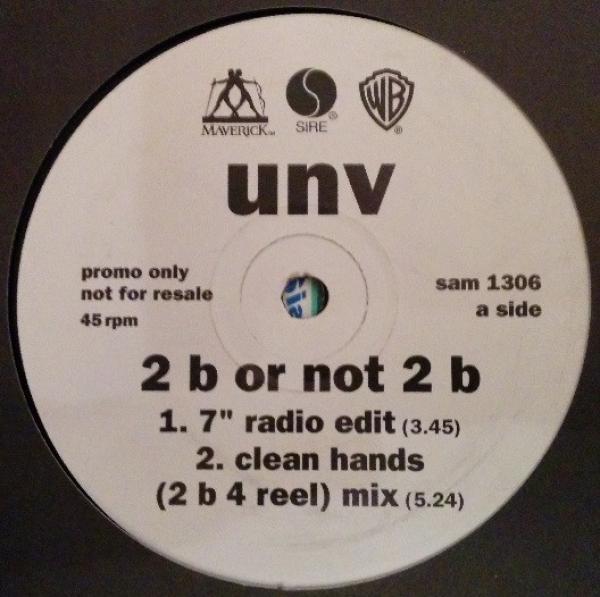 MAVERICK™ SIRE® WB®
unv
promo only
not for resale
45 rpm
sam 1306
a side
2 b or not 2 b
1. 7" radio edit (3.45)
2. clean hands
(2 b 4 reel) mix (5.24)